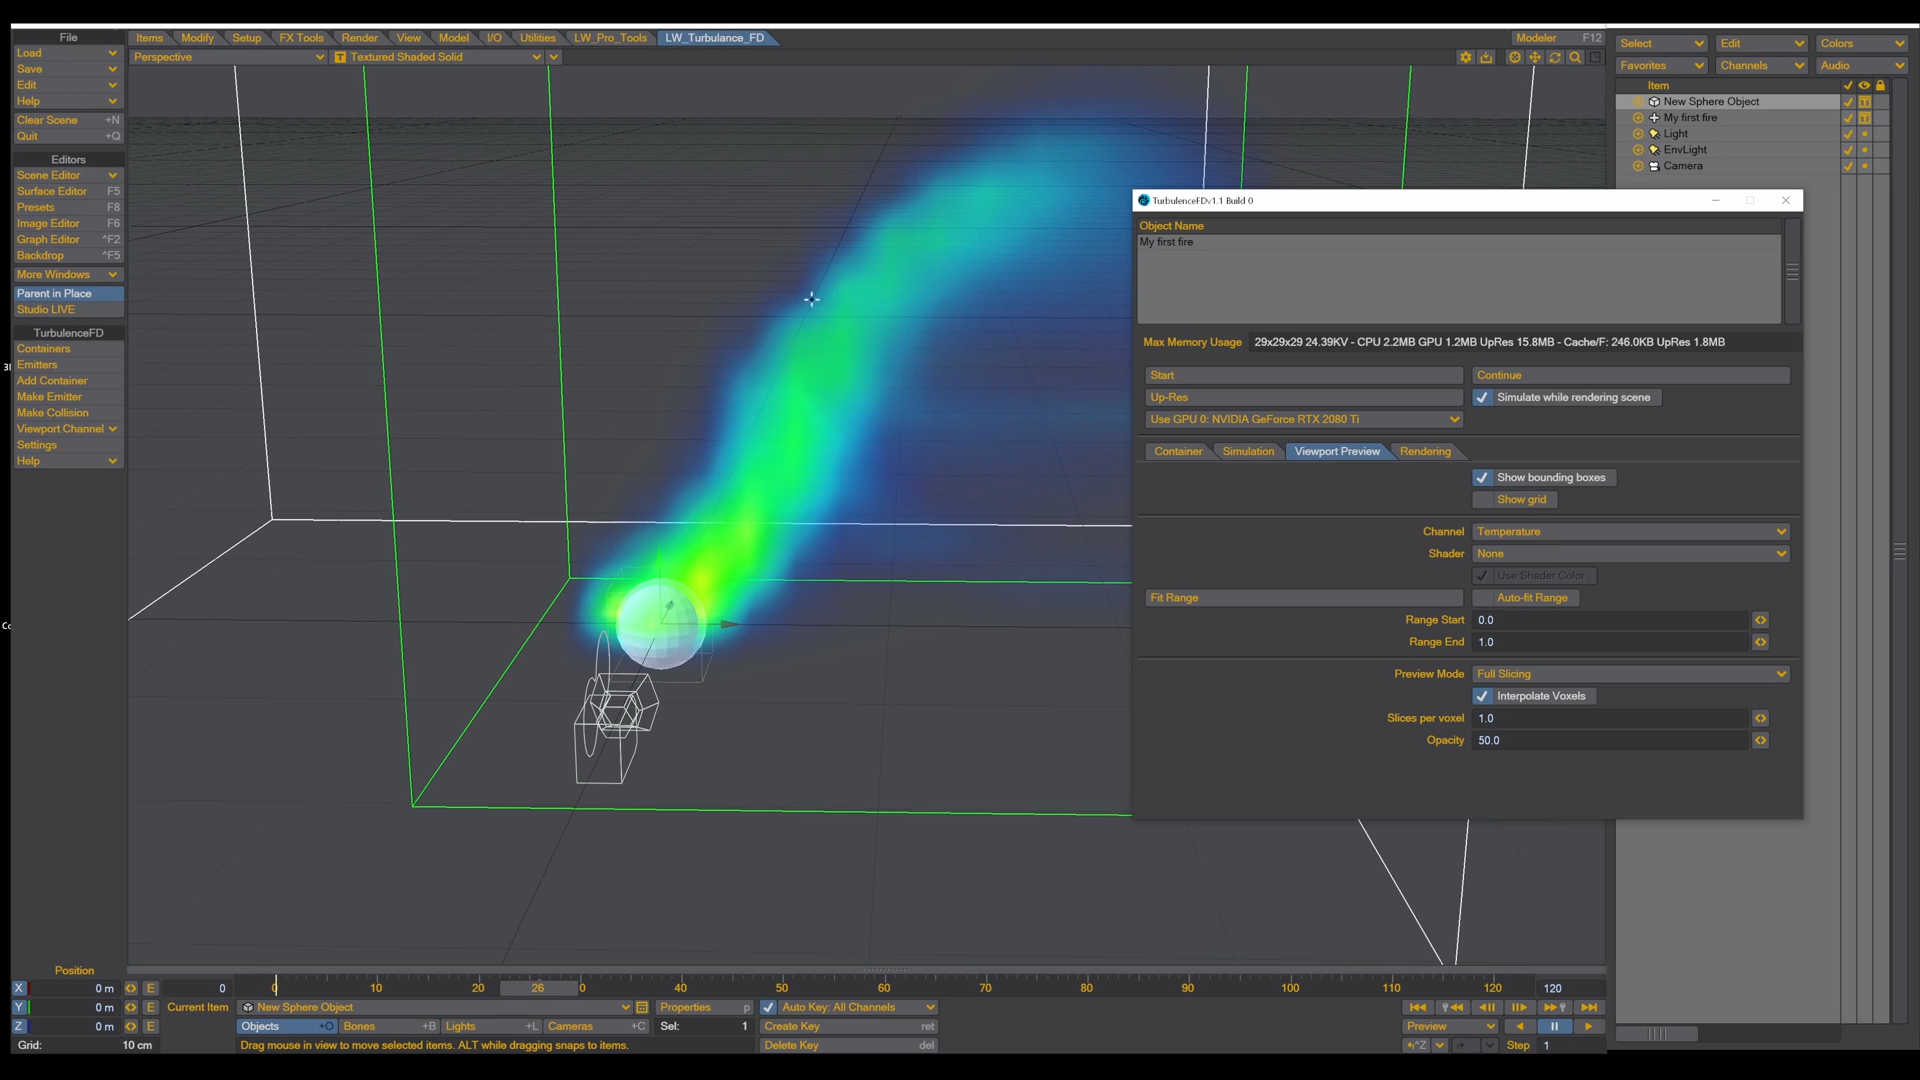 File
Items Modify Setup FX Tools Render View Model I/O Utilities LW_Pro_Tools LW_Turbulence_FD
Modeler F12
Select Edit Colors
Load
Perspective Textured Shaded Solid
Favorites Channels Audio
Save
Edit
Item
Help
New Sphere Object
Clear Scene +N
My first fire
Quit +Q
Light
Editors
EnvLight
Scene Editor
Camera
Surface Editor F5
TurbulenceFD v1.1 Build 0
Presets F8
Image Editor F6
Object Name
Graph Editor ^F2
My first fire
Backdrop ^F5
More Windows
Parent in Place
Studio LIVE
TurbulenceFD
Max Memory Usage 29x29x29 24.39KV - CPU 2.2MB GPU 1.2MB UpRes 15.8MB - Cache/F: 246.0KB UpRes 1.8MB
Containers
Emitters
Start Continue
Add Container
Make Emitter
Up-Res Simulate while rendering scene
Make Collision
Use GPU 0: NVIDIA GeForce RTX 2080 Ti
Viewport Channel
Settings
Container Simulation Viewport Preview Rendering
Help
Show bounding boxes
Show grid
Channel Temperature
Shader None
Use Shader Color
Fit Range Auto-fit Range
Range Start 0.0
Range End 1.0
Preview Mode Full Slicing
Interpolate Voxels
Slices per voxel 1.0
Opacity 50.0
Position
X 0 m E 0 0 10 20 26 0 40 50 60 70 80 90 100 110 120 120
Y 0 m E Current Item New Sphere Object Properties p Auto Key: All Channels
Z 0 m E Objects +O Bones +B Lights +L Cameras +C Sel: 1 Create Key ret Preview
Grid: 10 cm Drag mouse in view to move selected items. ALT while dragging snaps to items. Delete Key del ^Z Step 1